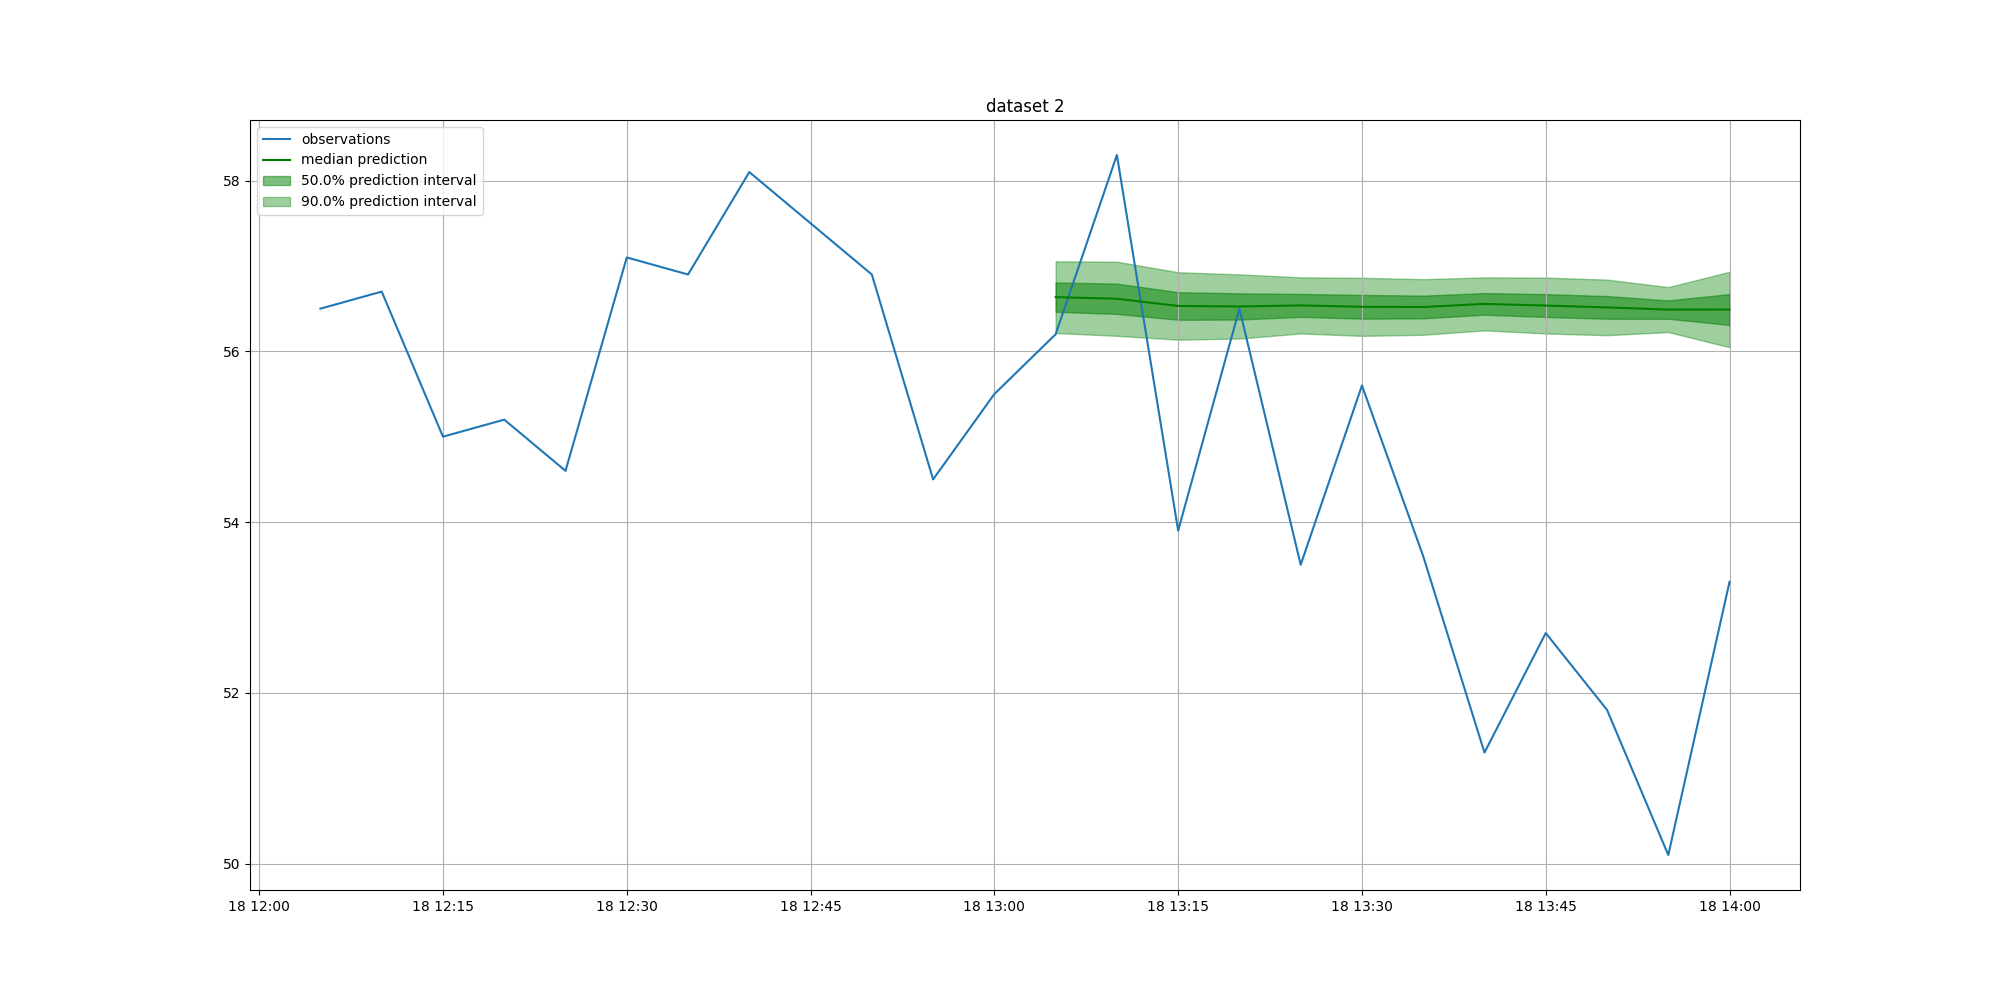 dataset 2
observations
median prediction
50.0% prediction interval
90.0% prediction interval
58
56
54
52
50
18 12:00 18 12:15 18 12:30 18 12:45 18 13:00 18 13:15 18 13:30 18 13:45 18 14:00